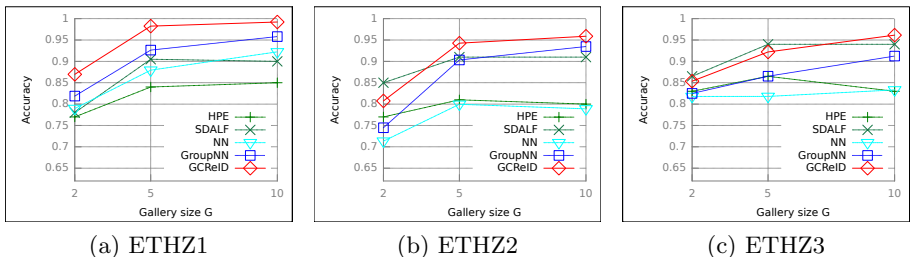 1
0.95
0.9
0.85
0.8
0.75
0.7
0.65
Accuracy
HPE
SDALF
NN
GroupNN
GCReID
2 5 10
Gallery size G
(a) ETHZ1
1
0.95
0.9
0.85
0.8
0.75
0.7
0.65
Accuracy
HPE
SDALF
NN
GroupNN
GCReID
2 5 10
Gallery size G
(b) ETHZ2
1
0.95
0.9
0.85
0.8
0.75
0.7
0.65
Accuracy
HPE
SDALF
NN
GroupNN
GCReID
2 5 10
Gallery size G
(c) ETHZ3